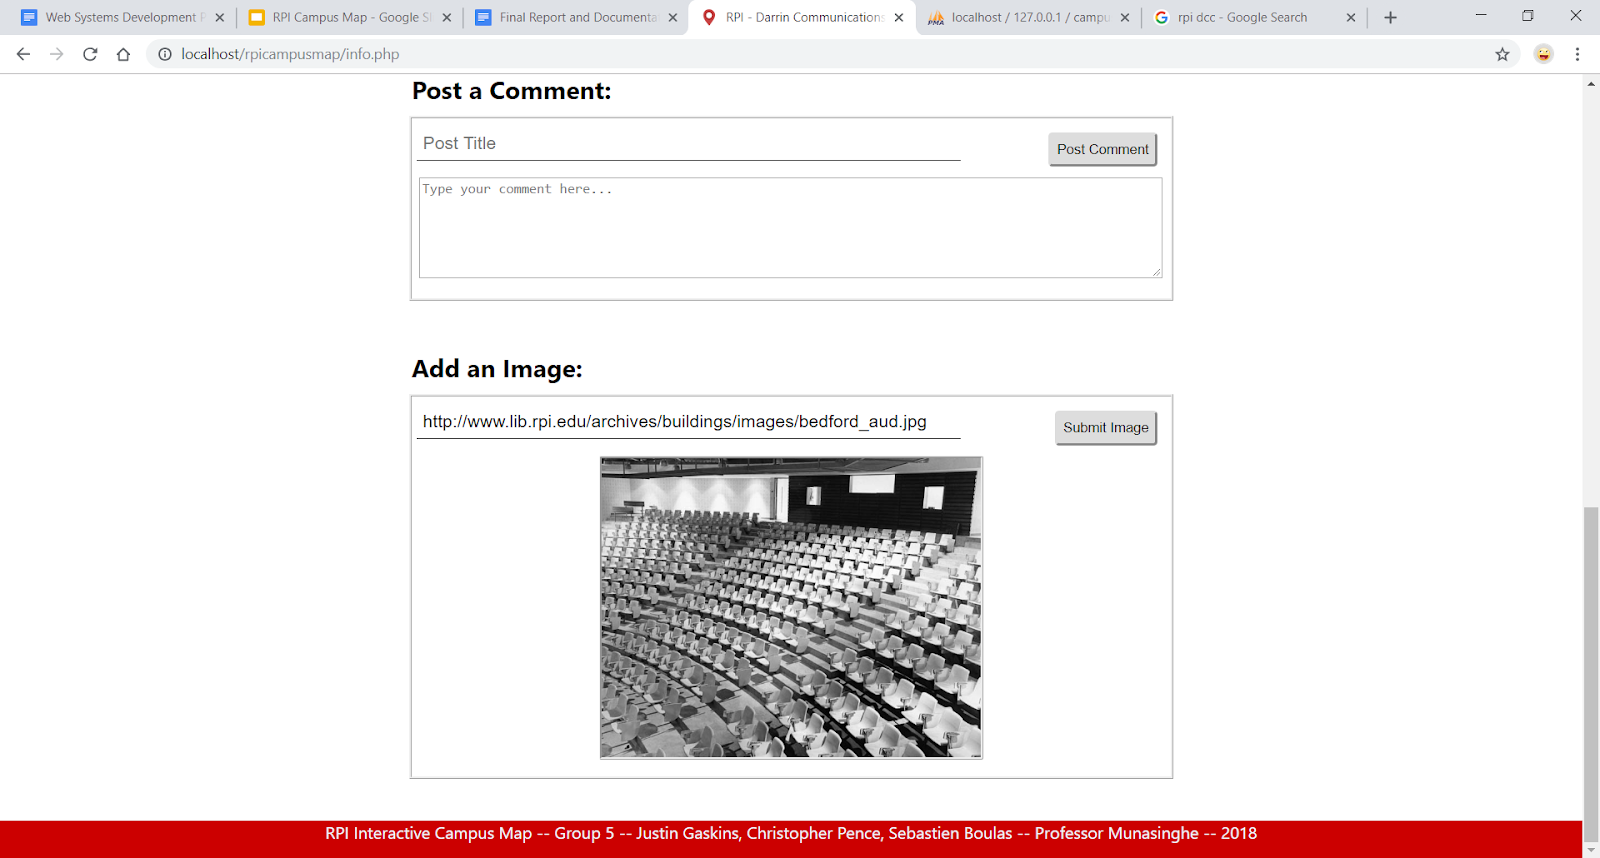 Web Systems Development P
RPI Campus Map - Google Sl
Final Report and Documenta
RPI - Darrin Communications
localhost / 127.0.0.1 / campu
rpi dcc - Google Search
localhost/rpicampusmap/info.php
Post a Comment:
Post Title
Post Comment
Type your comment here...
Add an Image:
http://www.lib.rpi.edu/archives/buildings/images/bedford_aud.jpg
Submit Image
RPI Interactive Campus Map -- Group 5 -- Justin Gaskins, Christopher Pence, Sebastien Boulas -- Professor Munasinghe -- 2018